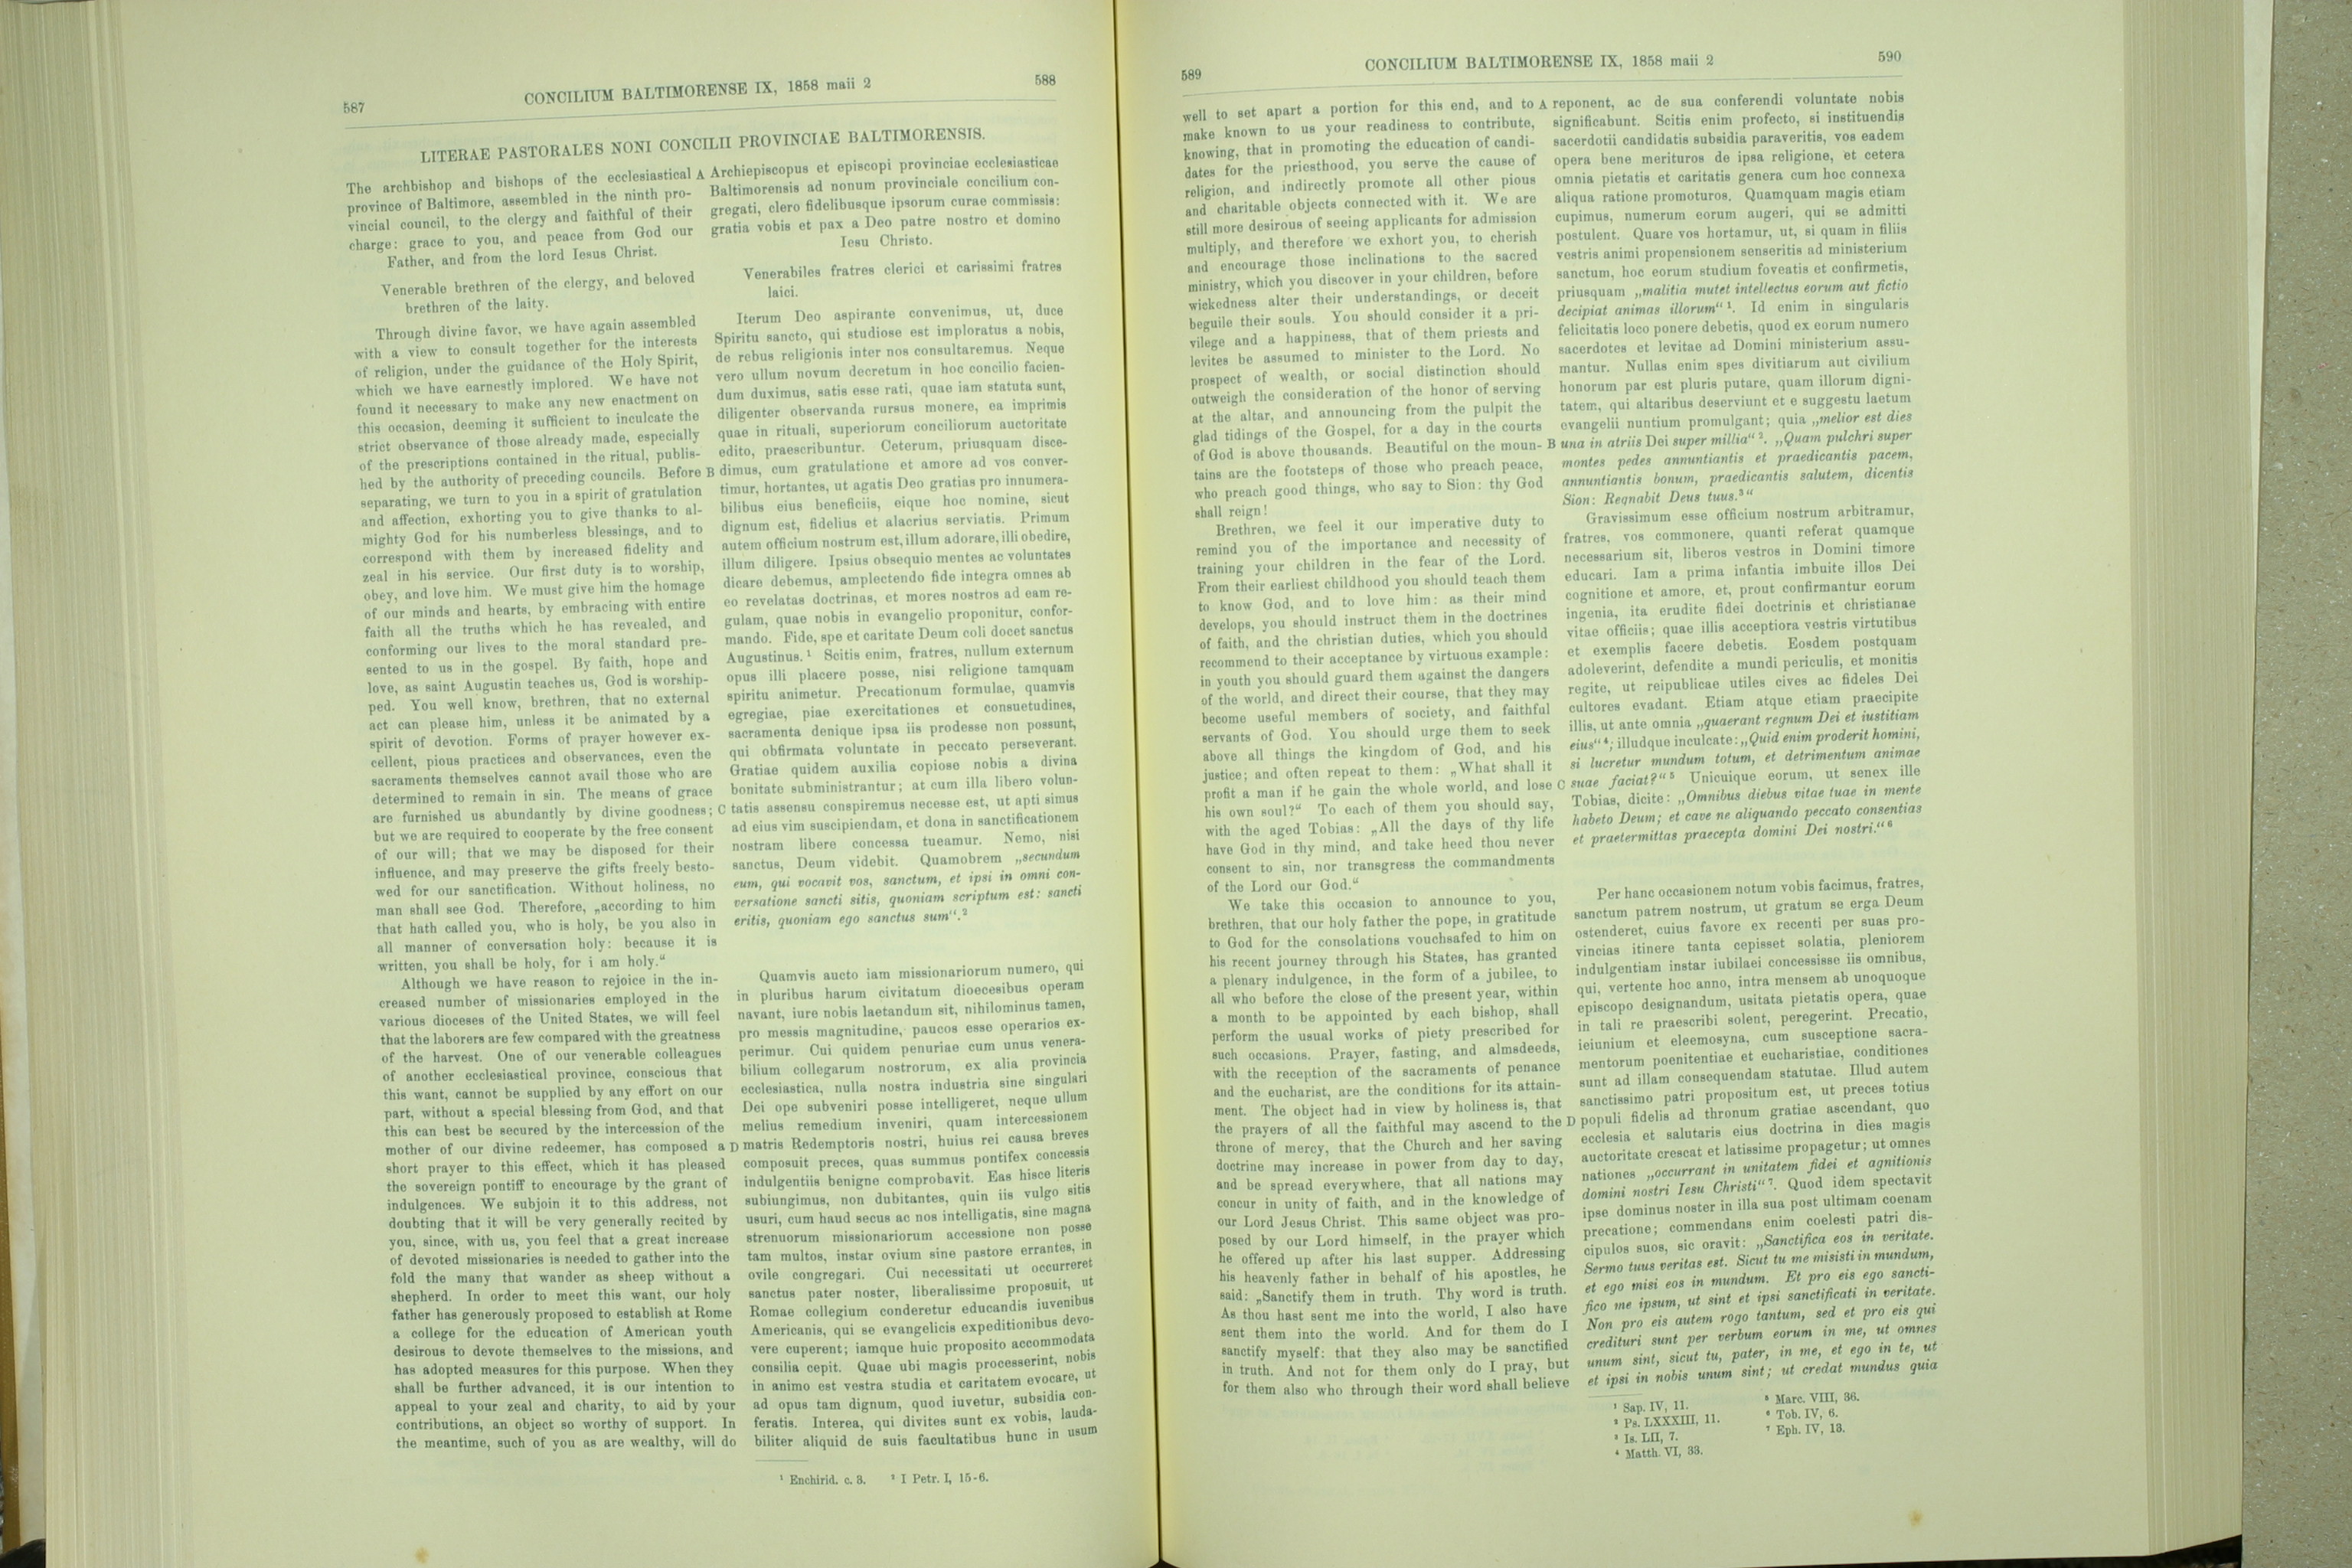 587
CONCILIUM BALTIMORENSE IX, 1858 maii 2
588
LITERAE PASTORALES NONI CONCILII PROVINCIAE BALTIMORENSIS.
The archbishop and bishops of the ecclesiastical
province of Baltimore, assembled in the ninth pro-
vincial council, to the clergy and faithful of their
charge: grace to you, and peace from God our
Father, and from the lord Iesus Christ.
Venerable brethren of the clergy, and beloved
brethren of the laity.
Through divine favor, we have again assembled
with a view to consult together for the interests
of religion, under the guidance of the Holy Spirit,
which we have earnestly implored. We have not
found it necessary to make any new enactment on
this occasion, deeming it sufficient to inculcate the
strict observance of those already made, especially
of the prescriptions contained in the ritual, publis-
hed by the authority of preceding councils. Before
separating, we turn to you in a spirit of gratulation
and affection, exhorting you to give thanks to al-
mighty God for his numberless blessings, and to
correspond with them by increased fidelity and
zeal in his service. Our first duty is to worship,
obey, and love him. We must give him the homage
of our minds and hearts, by embracing with entire
faith all the truths which he has revealed, and
conforming our lives to the moral standard pre-
sented to us in the gospel. By faith, hope and
love, as saint Augustin teaches us, God is worship-
ped. You well know, brethren, that no external
act can please him, unless it be animated by a
spirit of devotion. Forms of prayer however ex-
cellent, pious practices and observances, even the
sacraments themselves cannot avail those who are
determined to remain in sin. The means of grace
are furnished us abundantly by divine goodness;
but we are required to cooperate by the free consent
of our will; that we may be disposed for their
influence, and may preserve the gifts freely besto-
wed for our sanctification. Without holiness, no
man shall see God. Therefore, „according to him
that hath called you, who is holy, be you also in
all manner of conversation holy: because it is
written, you shall be holy, for i am holy.“
Although we have reason to rejoice in the in-
creased number of missionaries employed in the
various dioceses of the United States, we will feel
that the laborers are few compared with the greatness
of the harvest. One of our venerable colleagues
of another ecclesiastical province, conscious that
this want, cannot be supplied by any effort on our
part, without a special blessing from God, and that
this can best be secured by the intercession of the
mother of our divine redeemer, has composed a
short prayer to this effect, which it has pleased
the sovereign pontiff to encourage by the grant of
indulgences. We subjoin it to this address, not
doubting that it will be very generally recited by
you, since, with us, you feel that a great increase
of devoted missionaries is needed to gather into the
fold the many that wander as sheep without a
shepherd. In order to meet this want, our holy
father has generously proposed to establish at Rome
a college for the education of American youth
desirous to devote themselves to the missions, and
has adopted measures for this purpose. When they
shall be further advanced, it is our intention to
appeal to your zeal and charity, to aid by your
contributions, an object so worthy of support. In
the meantime, such of you as are wealthy, will do
A
B
C
D
Archiepiscopus et episcopi provinciae ecclesiasticae
Baltimorensis ad nonum provinciale concilium con-
gregati, clero fidelibusque ipsorum curae commissis:
gratia vobis et pax a Deo patre nostro et domino
Iesu Christo.
Venerabiles fratres clerici et carissimi fratres
laici.
Iterum Deo aspirante convenimus, ut, duce
Spiritu sancto, qui studiose est imploratus a nobis,
de rebus religionis inter nos consultaremus. Neque
vero ullum novum decretum in hoc concilio facien-
dum duximus, satis esse rati, quae iam statuta sunt,
diligenter observanda rursus monere, ea imprimis
quae in rituali, superiorum conciliorum auctoritate
edito, praescribuntur. Ceterum, priusquam disce-
dimus, cum gratulatione et amore ad vos conver-
timur, hortantes, ut agatis Deo gratias pro innumera-
bilibus eius beneficiis, eique hoc nomine, sicut
dignum est, fidelius et alacrius serviatis. Primum
autem officium nostrum est, illum adorare, illi obedire,
illum diligere. Ipsius obsequio mentes ac voluntates
dicare debemus, amplectendo fide integra omnes ab
eo revelatas doctrinas, et mores nostros ad eam re-
gulam, quae nobis in evangelio proponitur, confor-
mando. Fide, spe et caritate Deum coli docet sanctus
Augustinus.¹ Scitis enim, fratres, nullum externum
opus illi placere posse, nisi religione tamquam
spiritu animetur. Precationum formulae, quamvis
egregiae, piae exercitationes et consuetudines,
sacramenta denique ipsa iis prodesse non possunt,
qui obfirmata voluntate in peccato perseverant.
Gratiae quidem auxilia copiose nobis a divina
bonitate subministrantur; at cum illa libero volun-
tatis assensu conspiremus necesse est, ut apti simus
ad eius vim suscipiendam, et dona in sanctificationem
nostram libere concessa tueamur. Nemo, nisi
sanctus, Deum videbit. Quamobrem „secundum
eum, qui vocavit vos, sanctum, et ipsi in omni con-
versatione sancti sitis, quoniam scriptum est: sancti
eritis, quoniam ego sanctus sum“.²
Quamvis aucto iam missionariorum numero, qui
in pluribus harum civitatum dioecesibus operam
navant, iure nobis laetandum sit, nihilominus tamen,
pro messis magnitudine, paucos esse operarios ex-
perimur. Cui quidem penuriae cum unus venera-
bilium collegarum nostrorum, ex alia provincia
ecclesiastica, nulla nostra industria sine singulari
Dei ope subveniri posse intelligeret, neque ullum
melius remedium inveniri, quam intercessionem
matris Redemptoris nostri, huius rei causa breves
composuit preces, quas summus pontifex concessis
indulgentiis benigne comprobavit. Eas hisce literis
subiungimus, non dubitantes, quin iis vulgo sitis
usuri, cum haud secus ac nos intelligatis, sine magna
strenuorum missionariorum accessione non posse
tam multos, instar ovium sine pastore errantes, in
ovile congregari. Cui necessitati ut occurreret
sanctus pater noster, liberalissime proposuit, ut
Romae collegium conderetur educandis iuvenibus
Americanis, qui se evangelicis expeditionibus devo-
vere cuperent; iamque huic proposito accommodata
consilia cepit. Quae ubi magis processerint, nobis
in animo est vestra studia et caritatem evocare, ut
ad opus tam dignum, quod iuvetur, subsidia con-
feratis. Interea, qui divites sunt ex vobis, lauda-
biliter aliquid de suis facultatibus hunc in usum
¹ Enchirid. c. 3. ² I Petr. I, 15-6.
589
CONCILIUM BALTIMORENSE IX, 1858 maii 2
590
well to set apart a portion for this end, and to
make known to us your readiness to contribute,
knowing, that in promoting the education of candi-
dates for the priesthood, you serve the cause of
religion, and indirectly promote all other pious
and charitable objects connected with it. We are
still more desirous of seeing applicants for admission
multiply, and therefore we exhort you, to cherish
and encourage those inclinations to the sacred
ministry, which you discover in your children, before
wickedness alter their understandings, or deceit
beguile their souls. You should consider it a pri-
vilege and a happiness, that of them priests and
levites be assumed to minister to the Lord. No
prospect of wealth, or social distinction should
outweigh the consideration of the honor of serving
at the altar, and announcing from the pulpit the
glad tidings of the Gospel, for a day in the courts
of God is above thousands. Beautiful on the moun-
tains are the footsteps of those who preach peace,
who preach good things, who say to Sion: thy God
shall reign!
Brethren, we feel it our imperative duty to
remind you of the importance and necessity of
training your children in the fear of the Lord.
From their earliest childhood you should teach them
to know God, and to love him: as their mind
develops, you should instruct them in the doctrines
of faith, and the christian duties, which you should
recommend to their acceptance by virtuous example:
in youth you should guard them against the dangers
of the world, and direct their course, that they may
become useful members of society, and faithful
servants of God. You should urge them to seek
above all things the kingdom of God, and his
justice; and often repeat to them: „What shall it
profit a man if he gain the whole world, and lose
his own soul?“ To each of them you should say,
with the aged Tobias: „All the days of thy life
have God in thy mind, and take heed thou never
consent to sin, nor transgress the commandments
of the Lord our God.“
We take this occasion to announce to you,
brethren, that our holy father the pope, in gratitude
to God for the consolations vouchsafed to him on
his recent journey through his States, has granted
a plenary indulgence, in the form of a jubilee, to
all who before the close of the present year, within
a month to be appointed by each bishop, shall
perform the usual works of piety prescribed for
such occasions. Prayer, fasting, and almsdeeds,
with the reception of the sacraments of penance
and the eucharist, are the conditions for its attain-
ment. The object had in view by holiness is, that
the prayers of all the faithful may ascend to the
throne of mercy, that the Church and her saving
doctrine may increase in power from day to day,
and be spread everywhere, that all nations may
concur in unity of faith, and in the knowledge of
our Lord Jesus Christ. This same object was pro-
posed by our Lord himself, in the prayer which
he offered up after his last supper. Addressing
his heavenly father in behalf of his apostles, he
said: „Sanctify them in truth. Thy word is truth.
As thou hast sent me into the world, I also have
sent them into the world. And for them do I
sanctify myself: that they also may be sanctified
in truth. And not for them only do I pray, but
for them also who through their word shall believe
A
B
C
D
reponent, ac de sua conferendi voluntate nobis
significabunt. Scitis enim profecto, si instituendis
sacerdotii candidatis subsidia paraveritis, vos eadem
opera bene merituros de ipsa religione, et cetera
omnia pietatis et caritatis genera cum hoc connexa
aliqua ratione promoturos. Quamquam magis etiam
cupimus, numerum eorum augeri, qui se admitti
postulent. Quare vos hortamur, ut, si quam in filiis
vestris animi propensionem senseritis ad ministerium
sanctum, hoc eorum studium foveatis et confirmetis,
priusquam „malitia mutet intellectus eorum aut fictio
decipiat animas illorum“¹. Id enim in singularis
felicitatis loco ponere debetis, quod ex eorum numero
sacerdotes et levitae ad Domini ministerium assu-
mantur. Nullas enim spes divitiarum aut civilium
honorum par est pluris putare, quam illorum digni-
tatem, qui altaribus deserviunt et e suggestu laetum
evangelii nuntium promulgant; quia „melior est dies
una in atriis Dei super millia“². „Quam pulchri super
montes pedes annuntiantis et praedicantis pacem,
annuntiantis bonum, praedicantis salutem, dicentis
Sion: Regnabit Deus tuus.³“
Gravissimum esse officium nostrum arbitramur,
fratres, vos commonere, quanti referat quamque
necessarium sit, liberos vestros in Domini timore
educari. Iam a prima infantia imbuite illos Dei
cognitione et amore, et, prout confirmantur eorum
ingenia, ita erudite fidei doctrinis et christianae
vitae officiis; quae illis acceptiora vestris virtutibus
et exemplis facere debetis. Eosdem postquam
adoleverint, defendite a mundi periculis, et monitis
regite, ut reipublicae utiles cives ac fideles Dei
cultores evadant. Etiam atque etiam praecipite
illis, ut ante omnia „quaerant regnum Dei et iustitiam
eius“⁴; illudque inculcate: „Quid enim proderit homini,
si lucretur mundum totum, et detrimentum animae
suae faciat?“⁵ Unicuique eorum, ut senex ille
Tobias, dicite: „Omnibus diebus vitae tuae in mente
habeto Deum; et cave ne aliquando peccato consentias
et praetermittas praecepta domini Dei nostri.“⁶
Per hanc occasionem notum vobis facimus, fratres,
sanctum patrem nostrum, ut gratum se erga Deum
ostenderet, cuius favore ex recenti per suas pro-
vincias itinere tanta cepisset solatia, pleniorem
indulgentiam instar iubilaei concessisse iis omnibus,
qui, vertente hoc anno, intra mensem ab unoquoque
episcopo designandum, usitata pietatis opera, quae
in tali re praescribi solent, peregerint. Precatio,
ieiunium et eleemosyna, cum susceptione sacra-
mentorum poenitentiae et eucharistiae, conditiones
sunt ad illam consequendam statutae. Illud autem
sanctissimo patri propositum est, ut preces totius
populi fidelis ad thronum gratiae ascendant, quo
ecclesia et salutaris eius doctrina in dies magis
auctoritate crescat et latissime propagetur; ut omnes
nationes „occurrant in unitatem fidei et agnitionis
domini nostri Iesu Christi“⁷. Quod idem spectavit
ipse dominus noster in illa sua post ultimam coenam
precatione; commendans enim coelesti patri dis-
cipulos suos, sic oravit: „Sanctifica eos in veritate.
Sermo tuus veritas est. Sicut tu me misisti in mundum,
et ego misi eos in mundum. Et pro eis ego sancti-
fico me ipsum, ut sint et ipsi sanctificati in veritate.
Non pro eis autem rogo tantum, sed et pro eis qui
credituri sunt per verbum eorum in me, ut omnes
unum sint, sicut tu, pater, in me, et ego in te, ut
et ipsi in nobis unum sint; ut credat mundus quia
¹ Sap. IV, 11.
² Ps. LXXXIII, 11.
³ Is. LII, 7.
⁴ Matth. VI, 33.
⁵ Marc. VIII, 36.
⁶ Tob. IV, 6.
⁷ Eph. IV, 13.